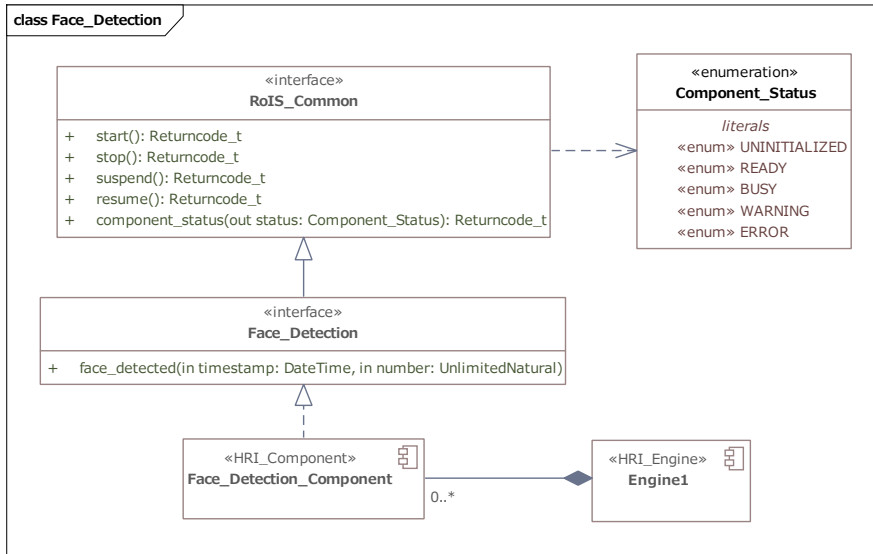 class Face_Detection
«interface»
RoIS_Common
+ start(): Returncode_t
+ stop(): Returncode_t
+ suspend(): Returncode_t
+ resume(): Returncode_t
+ component_status(out status: Component_Status): Returncode_t
«enumeration»
Component_Status
literals
«enum» UNINITIALIZED
«enum» READY
«enum» BUSY
«enum» WARNING
«enum» ERROR
«interface»
Face_Detection
+ face_detected(in timestamp: DateTime, in number: UnlimitedNatural)
«HRI_Component»
Face_Detection_Component
0..*
«HRI_Engine»
Engine1